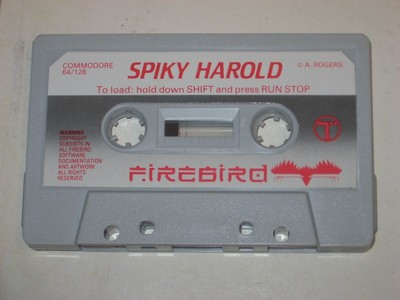 COMMODORE
64/128
SPIKY HAROLD
© A. ROGERS
To load: hold down SHIFT and press RUN STOP
WARNING
COPYRIGHT
SUBSISTS IN
ALL FIREBIRD
SOFTWARE
DOCUMENTATION
AND ARTWORK
ALL RIGHTS
RESERVED
FIREBIRD